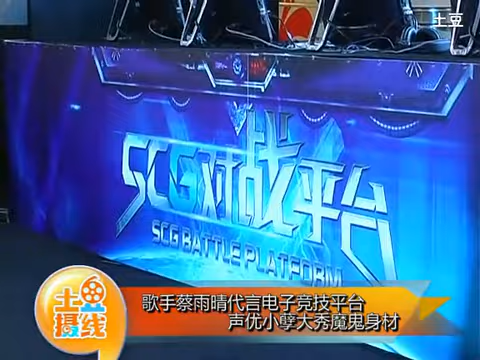 土豆
SCG对战平台
SCG BATTLE PLATFORM
土豆
摄线
歌手蔡雨晴代言电子竞技平台
声优小孽大秀魔鬼身材